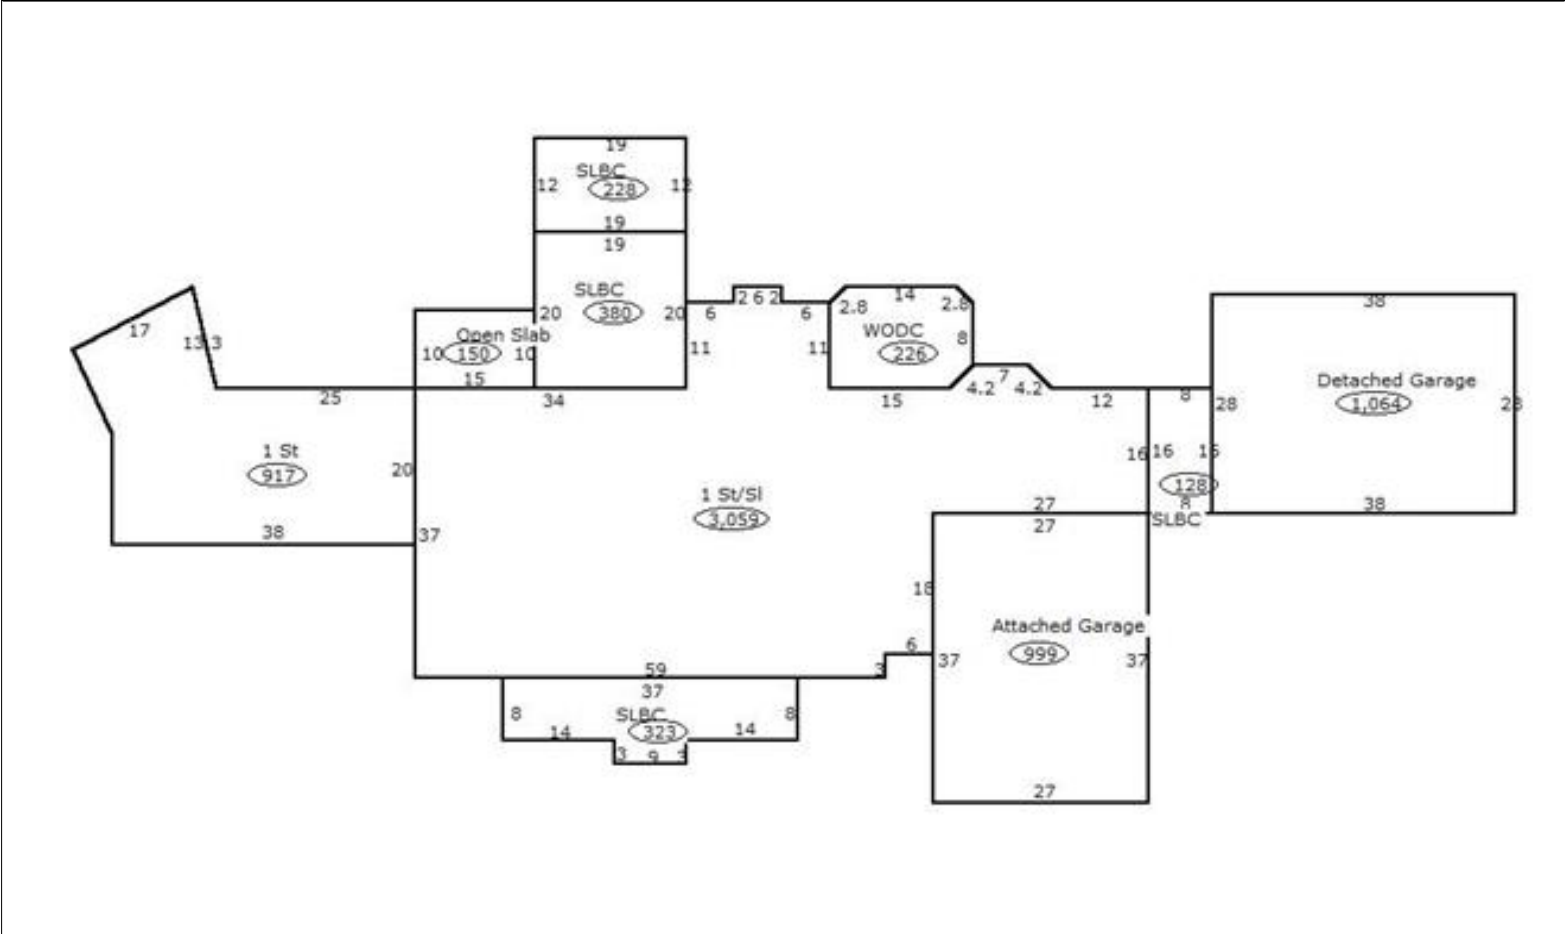 19
SLBC
12 228 12
19
19
SLBC
20 380 20
Open Slab
10 150 10
15
34
17
13.3
25
1 St
917
20
38
6
2 6 2
6
11
11
2.8 14 2.8
WODC
8
226
15
4.2 7 4.2
12
8
38
Detached Garage
28 1,064 28
38
16 16 16
128
8
SLBC
1 St/Sl
3,059
37
27
27
18
Attached Garage
999
37 37
27
6
3
59
37
8 SLBC 8
14 323 14
3 9 3